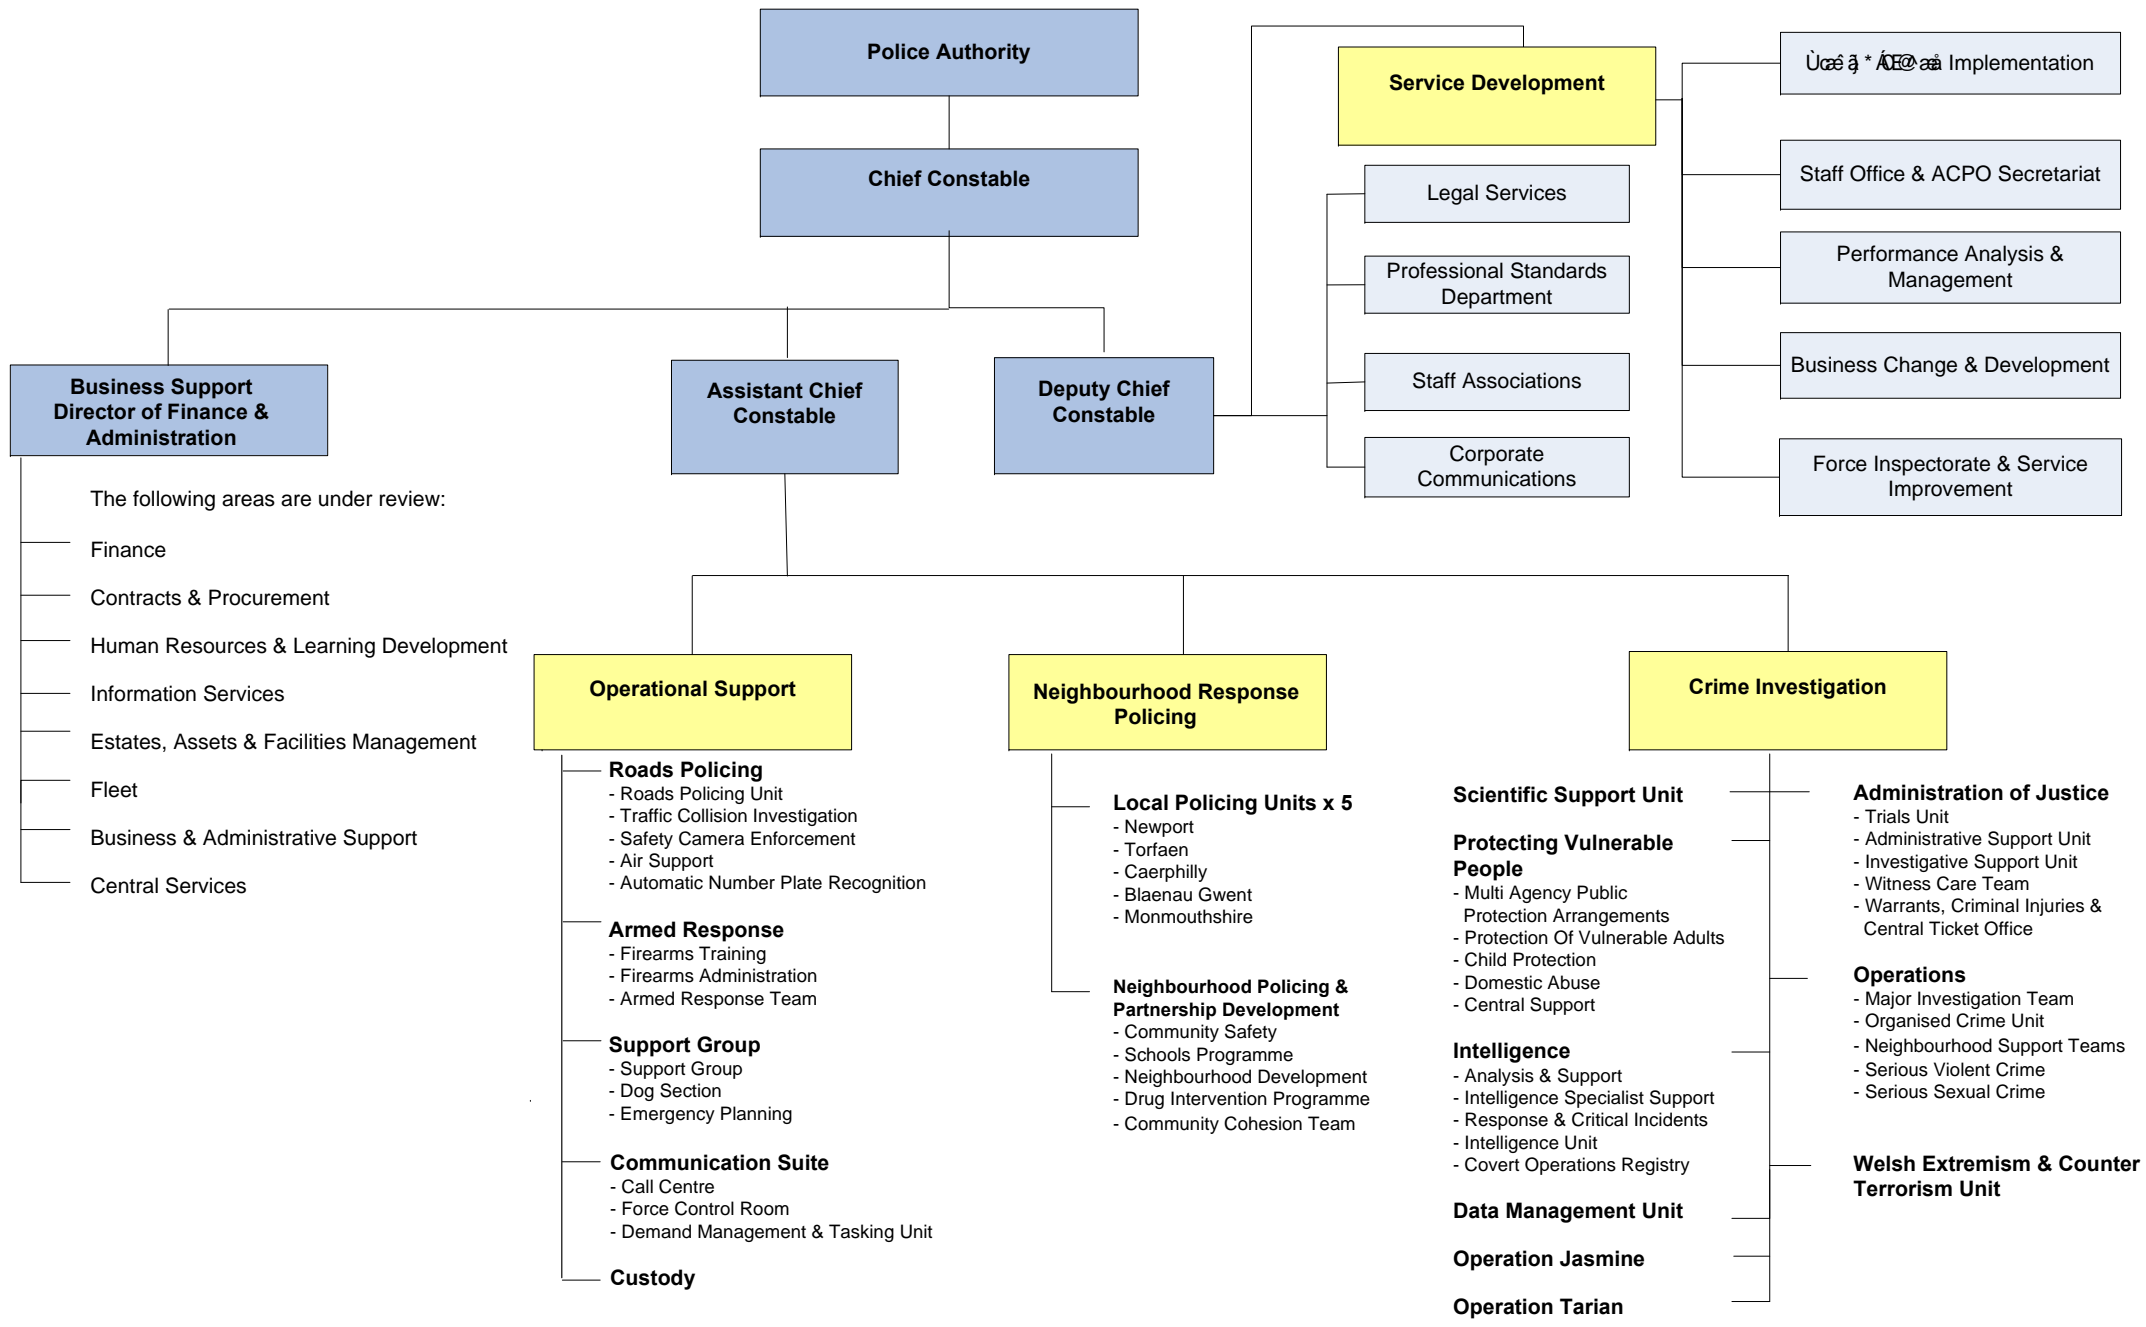 Police Authority
Chief Constable
Service Development
Implementation
Staff Office & ACPO Secretariat
Performance Analysis &
Management
Business Change & Development
Force Inspectorate & Service
Improvement
Legal Services
Professional Standards
Department
Staff Associations
Corporate
Communications
Business Support
Director of Finance &
Administration
Assistant Chief
Constable
Deputy Chief
Constable
The following areas are under review:
Finance
Contracts & Procurement
Human Resources & Learning Development
Information Services
Estates, Assets & Facilities Management
Fleet
Business & Administrative Support
Central Services
Operational Support
Roads Policing
- Roads Policing Unit
- Traffic Collision Investigation
- Safety Camera Enforcement
- Air Support
- Automatic Number Plate Recognition
Armed Response
- Firearms Training
- Firearms Administration
- Armed Response Team
Support Group
- Support Group
- Dog Section
- Emergency Planning
Communication Suite
- Call Centre
- Force Control Room
- Demand Management & Tasking Unit
Custody
Neighbourhood Response
Policing
Local Policing Units x 5
- Newport
- Torfaen
- Caerphilly
- Blaenau Gwent
- Monmouthshire
Neighbourhood Policing &
Partnership Development
- Community Safety
- Schools Programme
- Neighbourhood Development
- Drug Intervention Programme
- Community Cohesion Team
Crime Investigation
Scientific Support Unit
Protecting Vulnerable
People
- Multi Agency Public
Protection Arrangements
- Protection Of Vulnerable Adults
- Child Protection
- Domestic Abuse
- Central Support
Intelligence
- Analysis & Support
- Intelligence Specialist Support
- Response & Critical Incidents
- Intelligence Unit
- Covert Operations Registry
Data Management Unit
Operation Jasmine
Operation Tarian
Administration of Justice
- Trials Unit
- Administrative Support Unit
- Investigative Support Unit
- Witness Care Team
- Warrants, Criminal Injuries &
Central Ticket Office
Operations
- Major Investigation Team
- Organised Crime Unit
- Neighbourhood Support Teams
- Serious Violent Crime
- Serious Sexual Crime
Welsh Extremism & Counter
Terrorism Unit